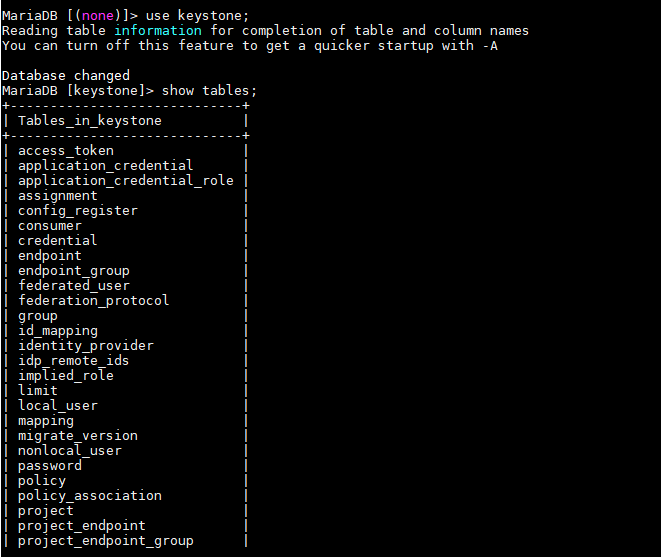 MariaDB [(none)]> use keystone;
Reading table information for completion of table and column names
You can turn off this feature to get a quicker startup with -A

Database changed
MariaDB [keystone]> show tables;
+-----------------------------+
| Tables_in_keystone          |
+-----------------------------+
| access_token                |
| application_credential      |
| application_credential_role |
| assignment                  |
| config_register             |
| consumer                    |
| credential                  |
| endpoint                    |
| endpoint_group              |
| federated_user              |
| federation_protocol         |
| group                       |
| id_mapping                  |
| identity_provider           |
| idp_remote_ids              |
| implied_role                |
| limit                       |
| local_user                  |
| mapping                     |
| migrate_version             |
| nonlocal_user               |
| password                    |
| policy                      |
| policy_association          |
| project                     |
| project_endpoint            |
| project_endpoint_group      |